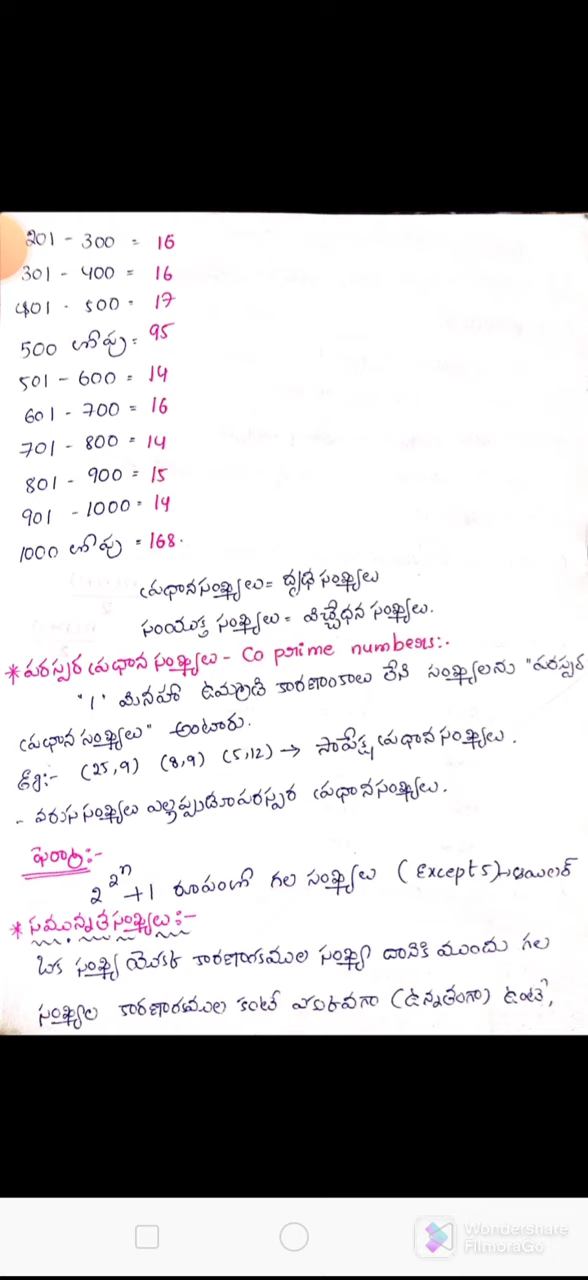 201 - 300 = 16
301 - 400 = 16
401 - 500 = 17
500 లోపు = 95
501 - 600 = 14
601 - 700 = 16
701 - 800 = 14
801 - 900 = 15
901 - 1000 = 14
1000 లోపు = 168.
ప్రధాన సంఖ్యలు = దృఢ సంఖ్యలు
సంయుక్త సంఖ్యలు = విచ్ఛేధన సంఖ్యలు.
* పరస్పర ప్రధాన సంఖ్యలు - Co prime numbers:-
"1" మినహా ఉమ్మడి కారణాంకాలు లేని సంఖ్యలను "పరస్పర
ప్రధాన సంఖ్యలు" అంటారు.
ఉదా:- (25,9) (8,9) (5,12) → సాపేక్ష ప్రధాన సంఖ్యలు.
- వరుస సంఖ్యలు ఎల్లప్పుడూ పరస్పర ప్రధాన సంఖ్యలు.
ఫెర్మాట్:-
2^2^n + 1 రూపంలో గల సంఖ్యలు (Except 5)
* సమున్నత సంఖ్యలు:-
ఒక సంఖ్య యొక్క కారణాంకముల సంఖ్య దానికి ముందు గల
సంఖ్యల కారణాంకముల కంటే ఎక్కువగా (ఉన్నతంగా) ఉంటే,
Wondershare
FilmoraGo